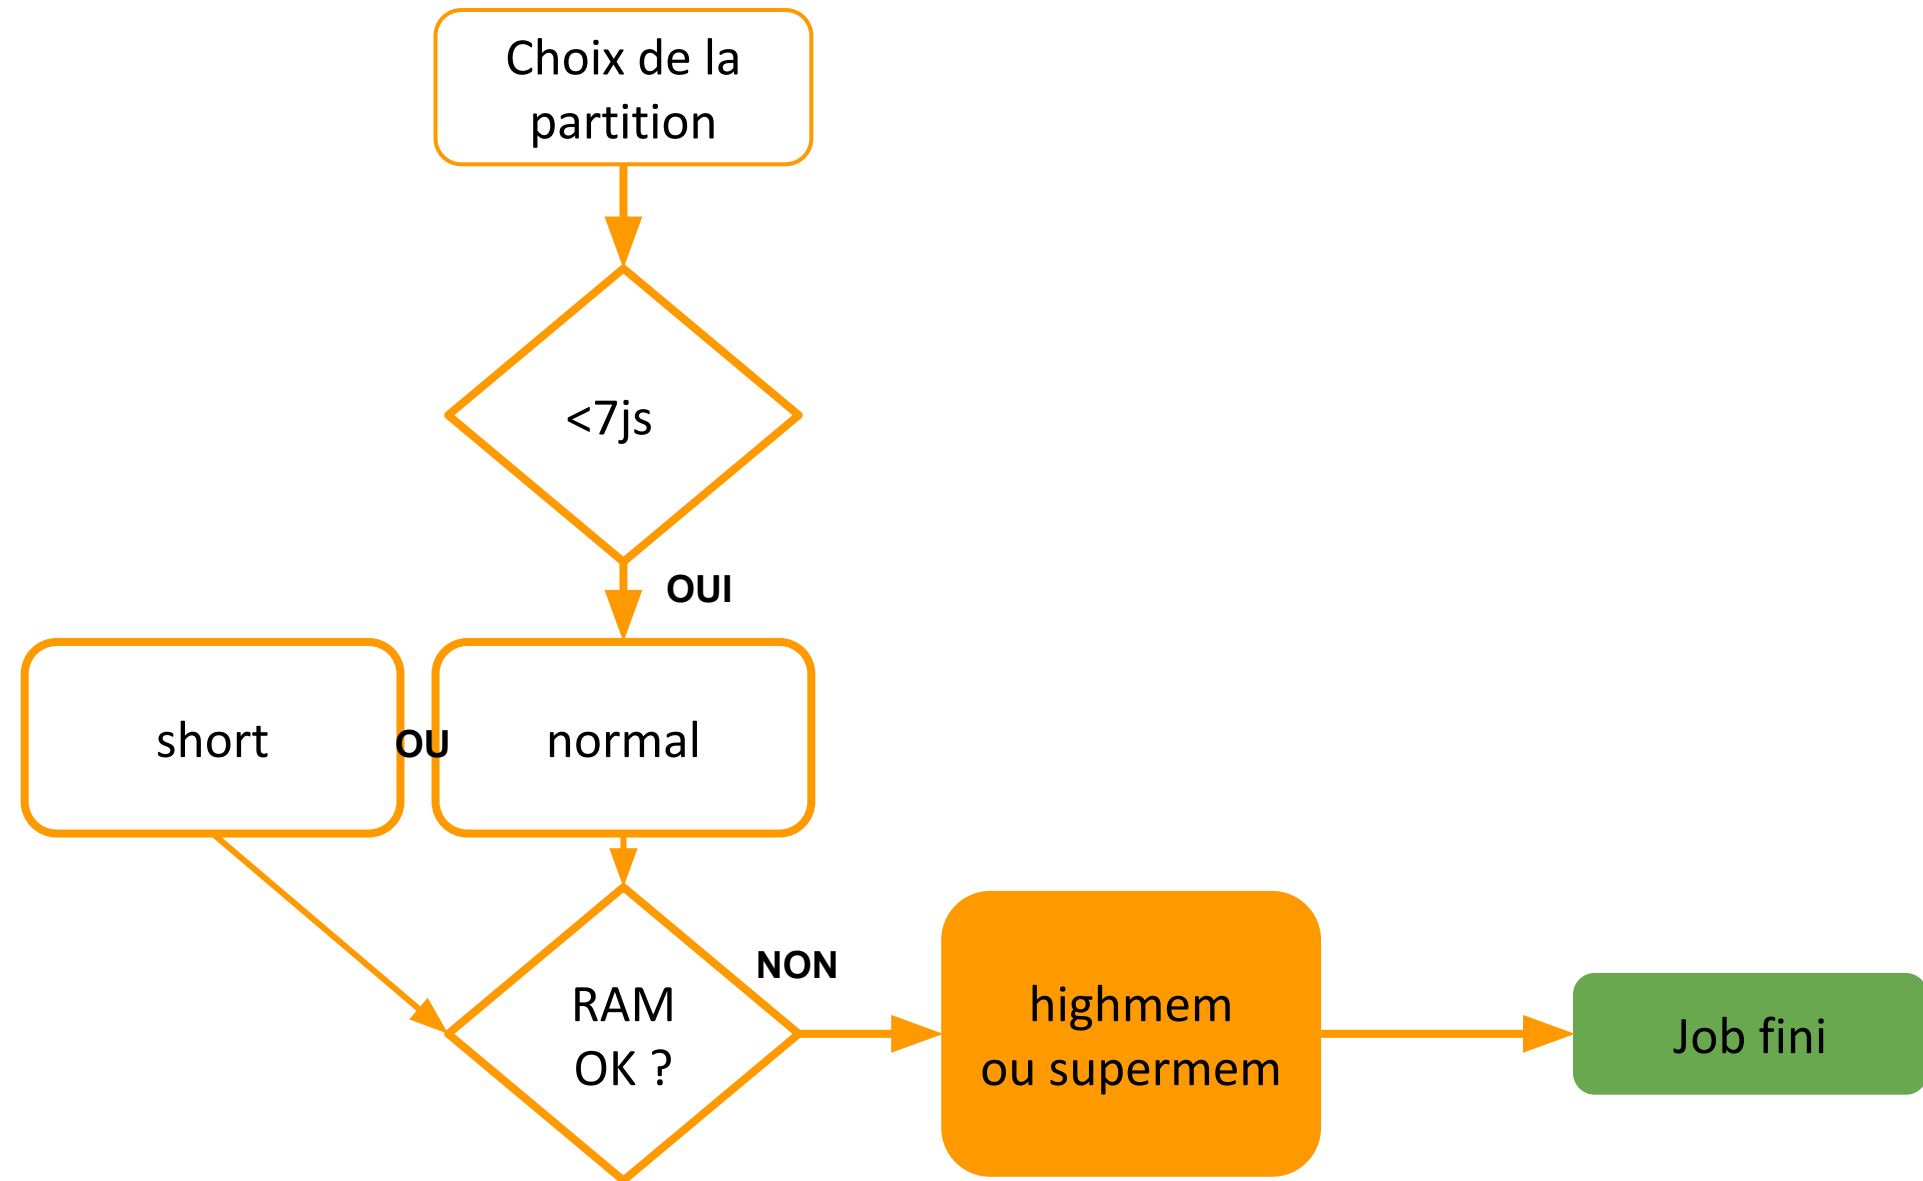 Choix de la
partition
<7js
OUI
short
OU
normal
NON
RAM
OK ?
highmem
ou supermem
Job fini